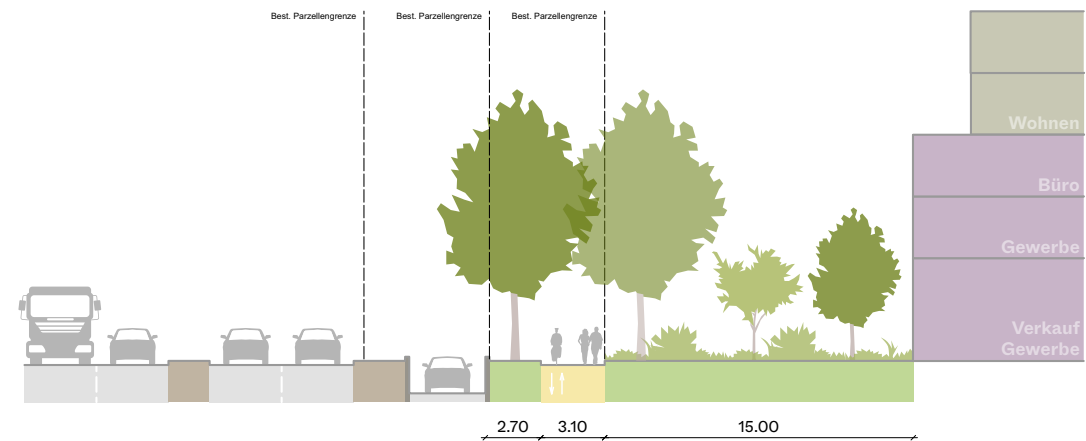 Best. Parzellengrenze
Best. Parzellengrenze
Best. Parzellengrenze
Wohnen
Büro
Gewerbe
Verkauf
Gewerbe
2.70
3.10
15.00